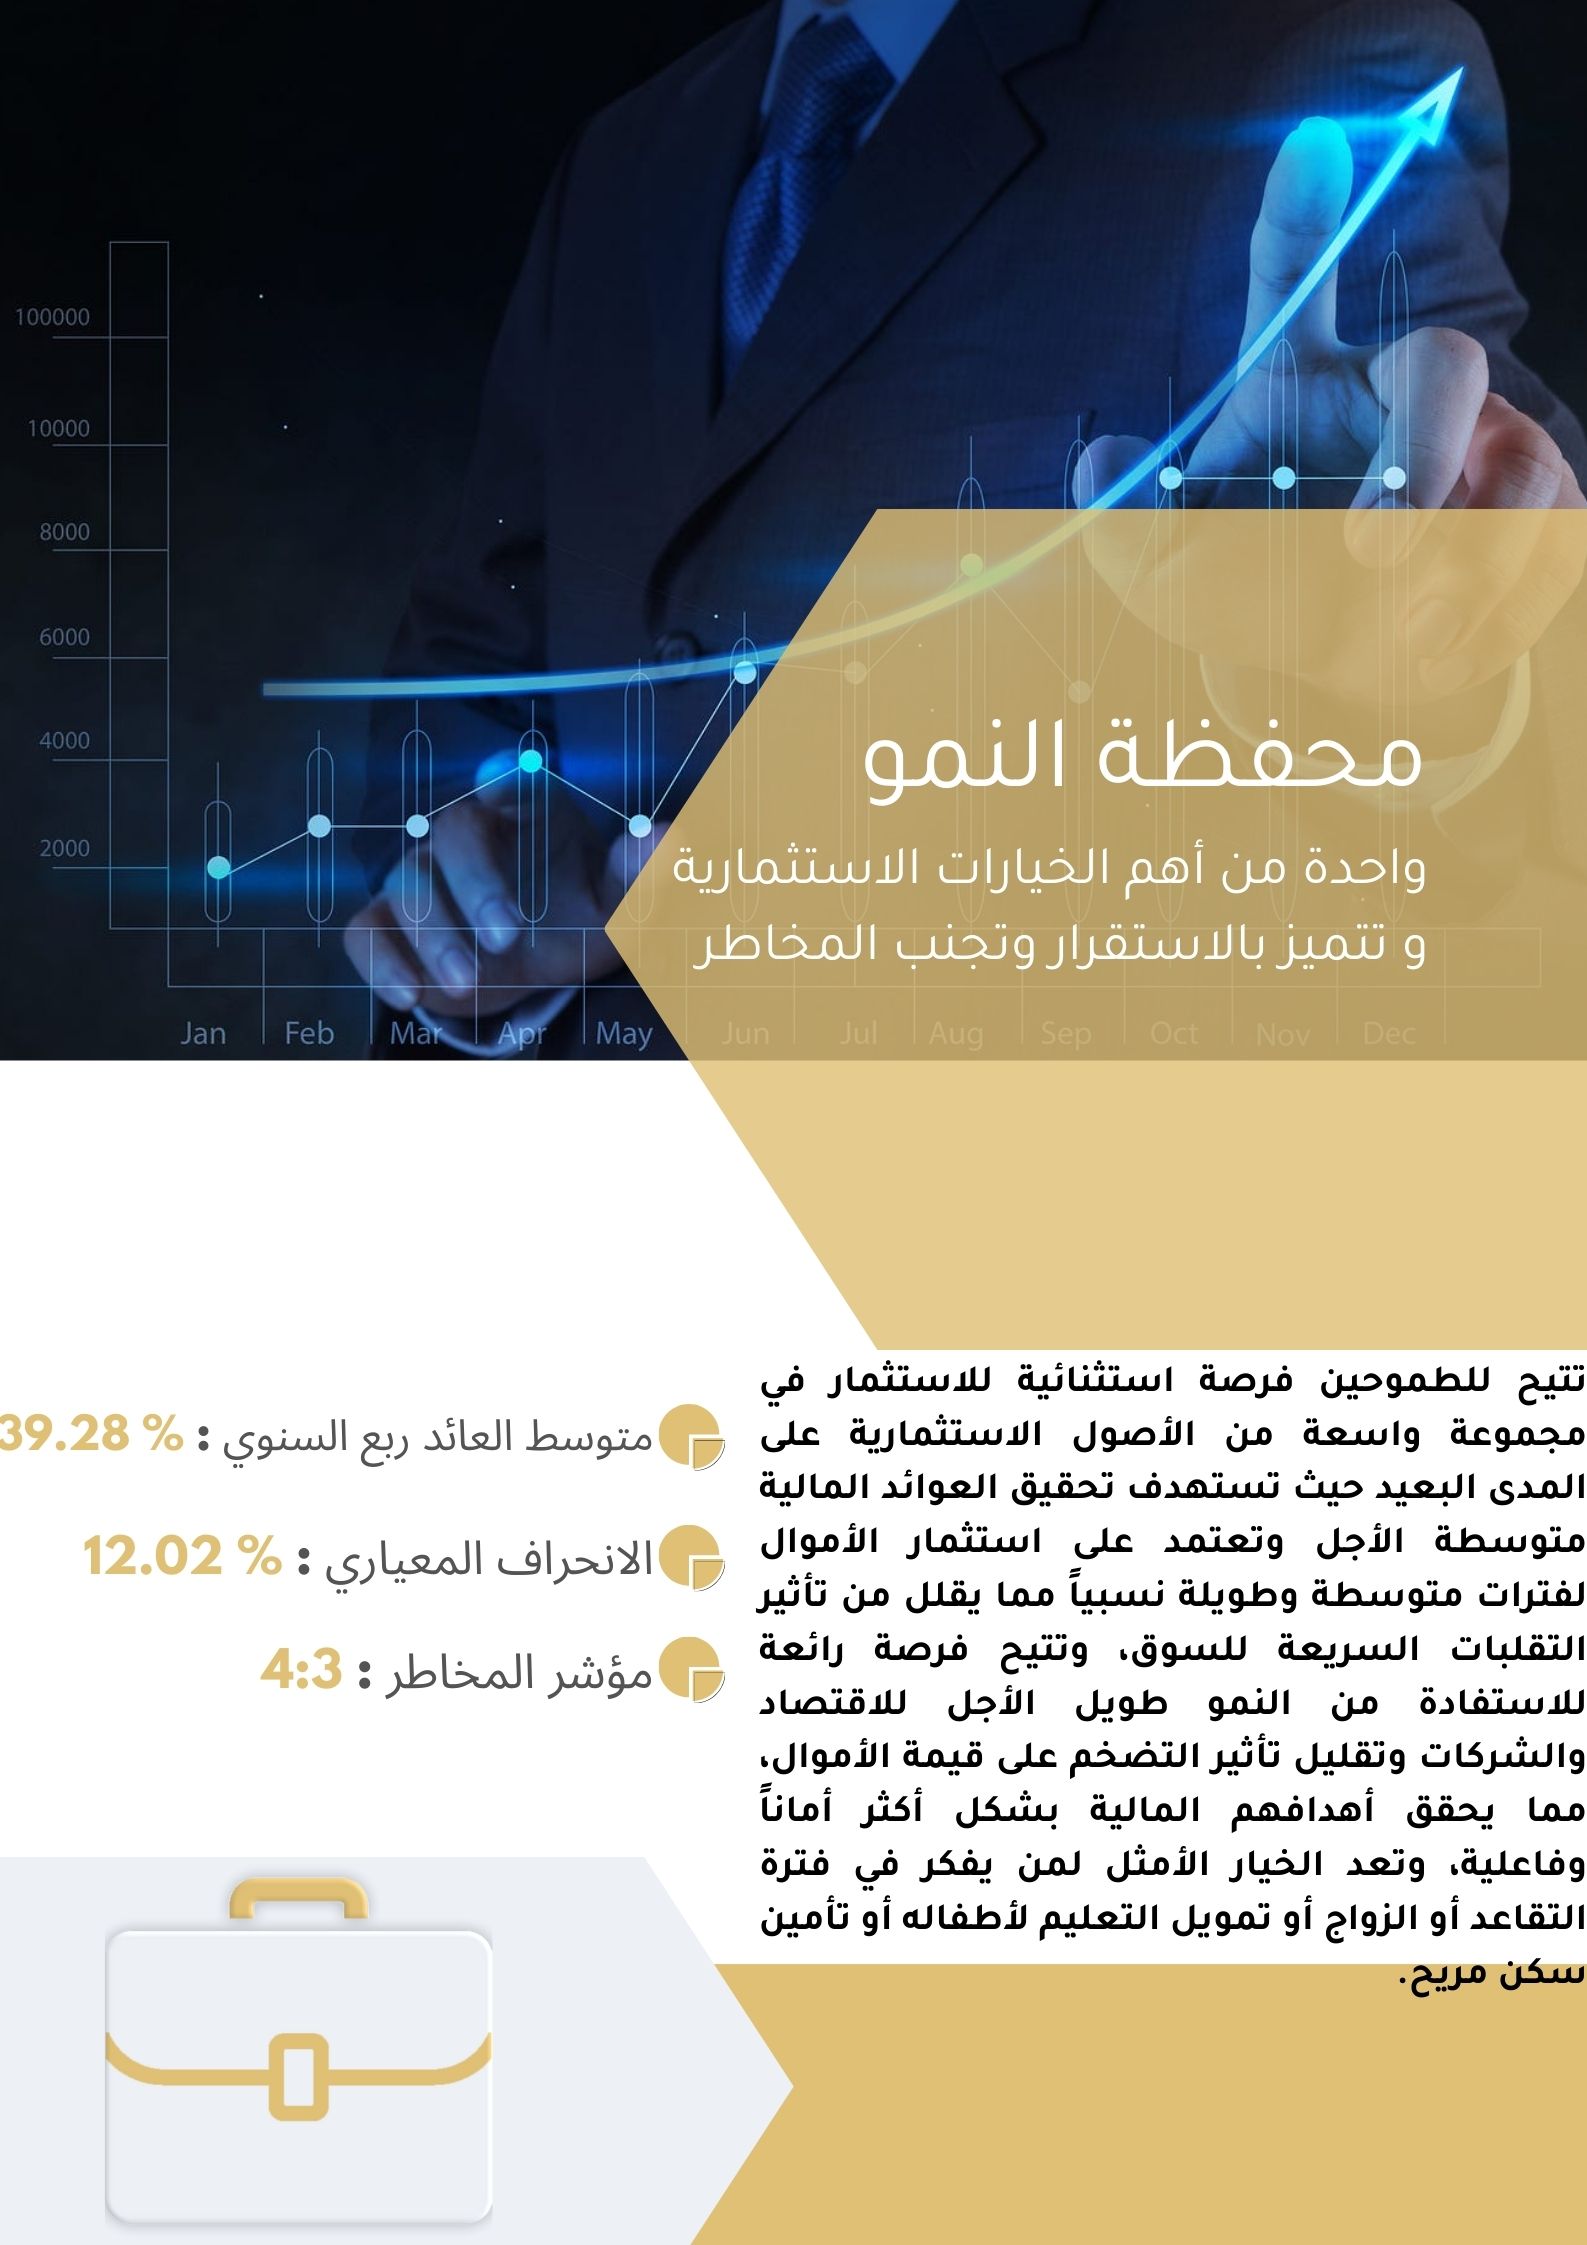 100000
10000
8000
6000
4000
2000
Jan Feb Mar Apr May Jun Jul Aug Sep Oct Nov Dec
محفظة النمو
واحدة من أهم الخيارات الاستثمارية
و تتميز بالاستقرار وتجنب المخاطر
تتيح للطموحين فرصة استثنائية للاستثمار في
مجموعة واسعة من الأصول الاستثمارية على
المدى البعيد حيث تستهدف تحقيق العوائد المالية
متوسطة الأجل وتعتمد على استثمار الأموال
لفترات متوسطة وطويلة نسبياً مما يقلل من تأثير
التقلبات السريعة للسوق، وتتيح فرصة رائعة
للاستفادة من النمو طويل الأجل للاقتصاد
والشركات وتقليل تأثير التضخم على قيمة الأموال،
مما يحقق أهدافهم المالية بشكل أكثر أماناً
وفاعلية، وتعد الخيار الأمثل لمن يفكر في فترة
التقاعد أو الزواج أو تمويل التعليم لأطفاله أو تأمين
سكن مريح.
متوسط العائد ربع السنوي : % 39.28
الانحراف المعياري : % 12.02
مؤشر المخاطر : 4:3